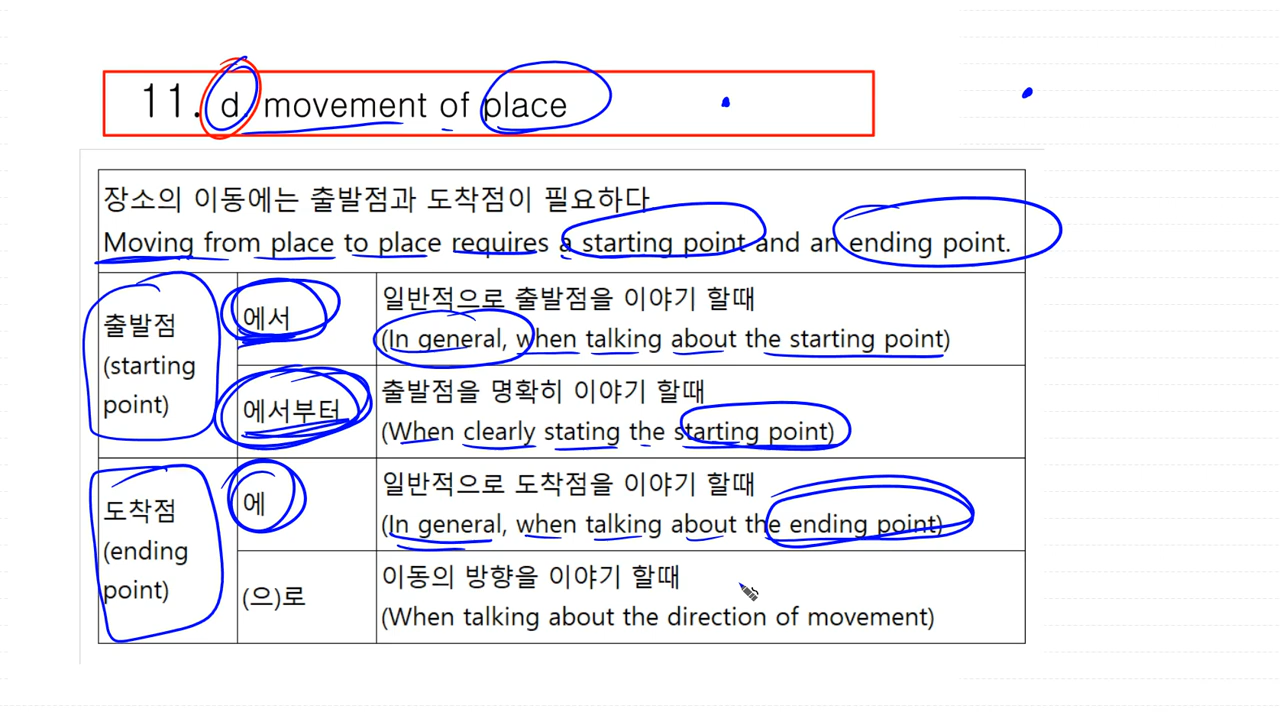 11. d. movement of place
장소의 이동에는 출발점과 도착점이 필요하다
Moving from place to place requires a starting point and an ending point.
출발점
(starting
point)
에서
일반적으로 출발점을 이야기 할때
(In general, when talking about the starting point)
에서부터
출발점을 명확히 이야기 할때
(When clearly stating the starting point)
도착점
(ending
point)
에
일반적으로 도착점을 이야기 할때
(In general, when talking about the ending point)
(으)로
이동의 방향을 이야기 할때
(When talking about the direction of movement)